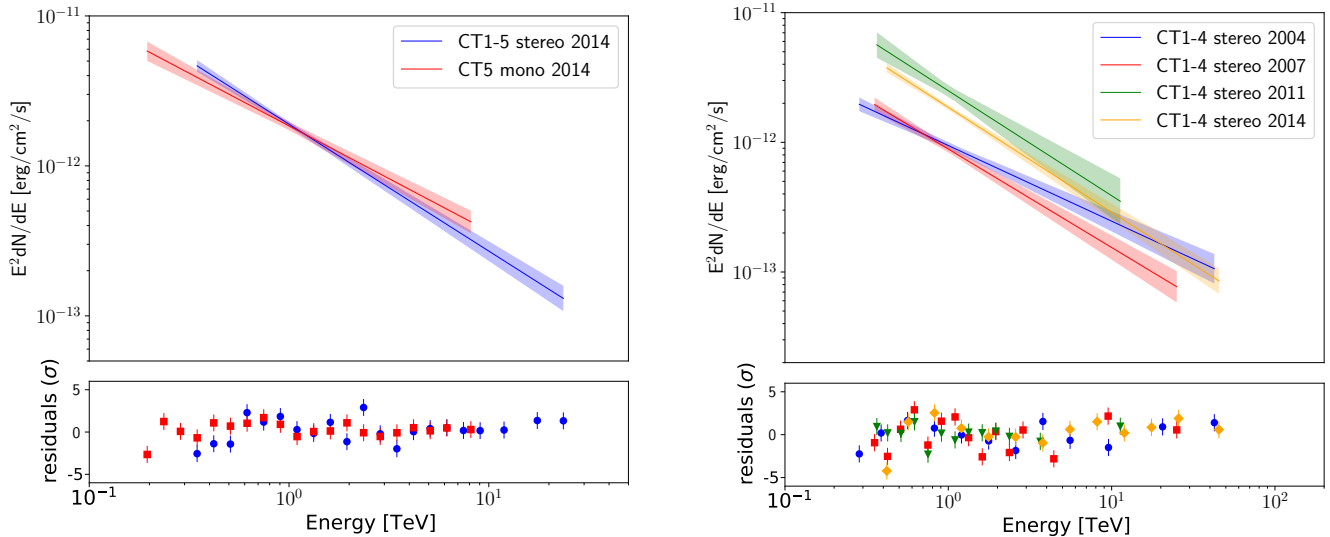 10⁻¹¹
10⁻¹²
10⁻¹³
E²dN/dE [erg/cm²/s]
CT1-5 stereo 2014
CT5 mono 2014
5
0
-5
residuals (σ)
10⁻¹
10⁰
10¹
Energy [TeV]
10⁻¹¹
10⁻¹²
10⁻¹³
E²dN/dE [erg/cm²/s]
CT1-4 stereo 2004
CT1-4 stereo 2007
CT1-4 stereo 2011
CT1-4 stereo 2014
5
0
-5
residuals (σ)
10⁻¹
10⁰
10¹
10²
Energy [TeV]